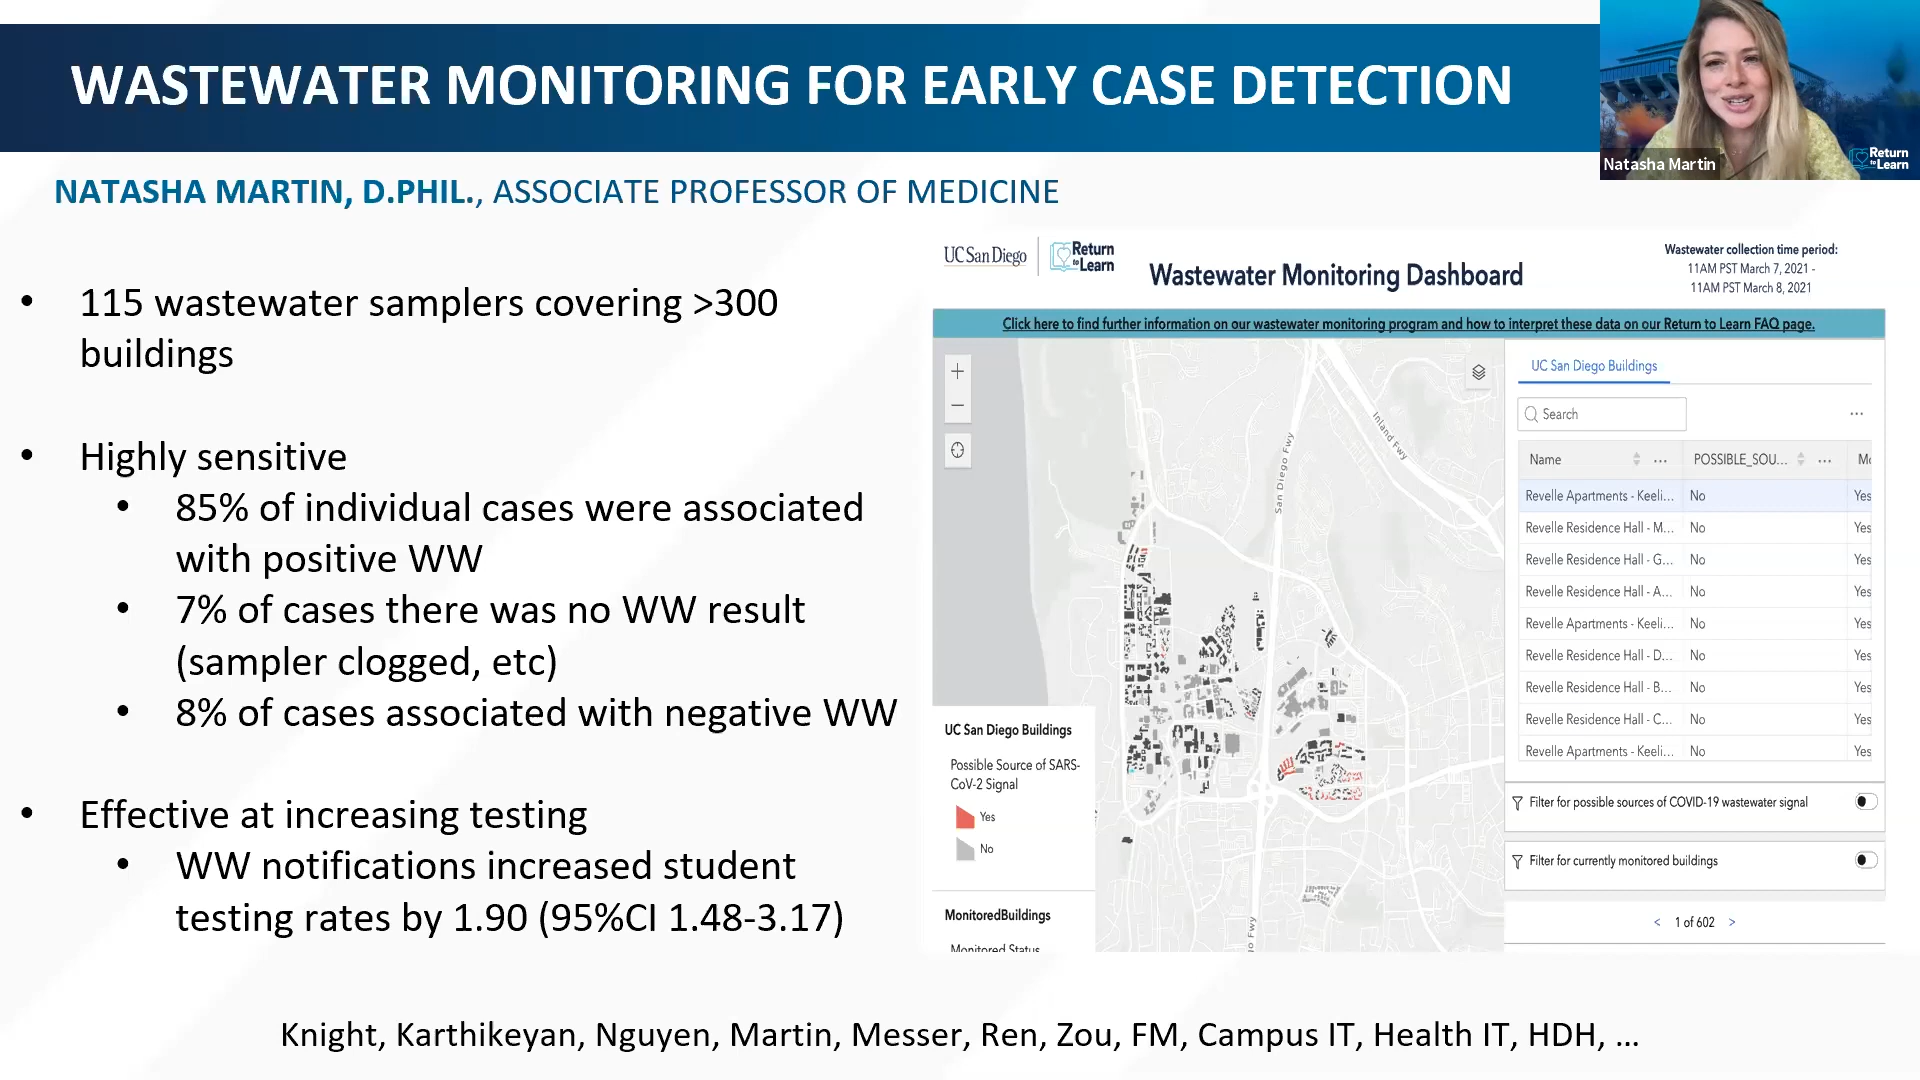 WASTEWATER MONITORING FOR EARLY CASE DETECTION
Natasha Martin
Return
to Learn
NATASHA MARTIN, D.PHIL., ASSOCIATE PROFESSOR OF MEDICINE
• 115 wastewater samplers covering >300
buildings
• Highly sensitive
• 85% of individual cases were associated
with positive WW
• 7% of cases there was no WW result
(sampler clogged, etc)
• 8% of cases associated with negative WW
• Effective at increasing testing
• WW notifications increased student
testing rates by 1.90 (95%CI 1.48-3.17)
UC San Diego
Return
to Learn
Wastewater Monitoring Dashboard
Wastewater collection time period:
11AM PST March 7, 2021 -
11AM PST March 8, 2021
Click here to find further information on our wastewater monitoring program and how to interpret these data on our Return to Learn FAQ page.
+
−
San Diego Fwy
Inland Fwy
UC San Diego Buildings
Possible Source of SARS-
CoV-2 Signal
Yes
No
MonitoredBuildings
Monitored Status
UC San Diego Buildings
Search
...
Name ... POSSIBLE_SOU... ...
Revelle Apartments - Keeli... No Yes
Revelle Residence Hall - M... No Yes
Revelle Residence Hall - G... No Yes
Revelle Residence Hall - A... No Yes
Revelle Apartments - Keeli... No Yes
Revelle Residence Hall - D... No Yes
Revelle Residence Hall - B... No Yes
Revelle Residence Hall - C... No Yes
Revelle Apartments - Keeli... No Yes
Filter for possible sources of COVID-19 wastewater signal
Filter for currently monitored buildings
< 1 of 602 >
Knight, Karthikeyan, Nguyen, Martin, Messer, Ren, Zou, FM, Campus IT, Health IT, HDH, ...